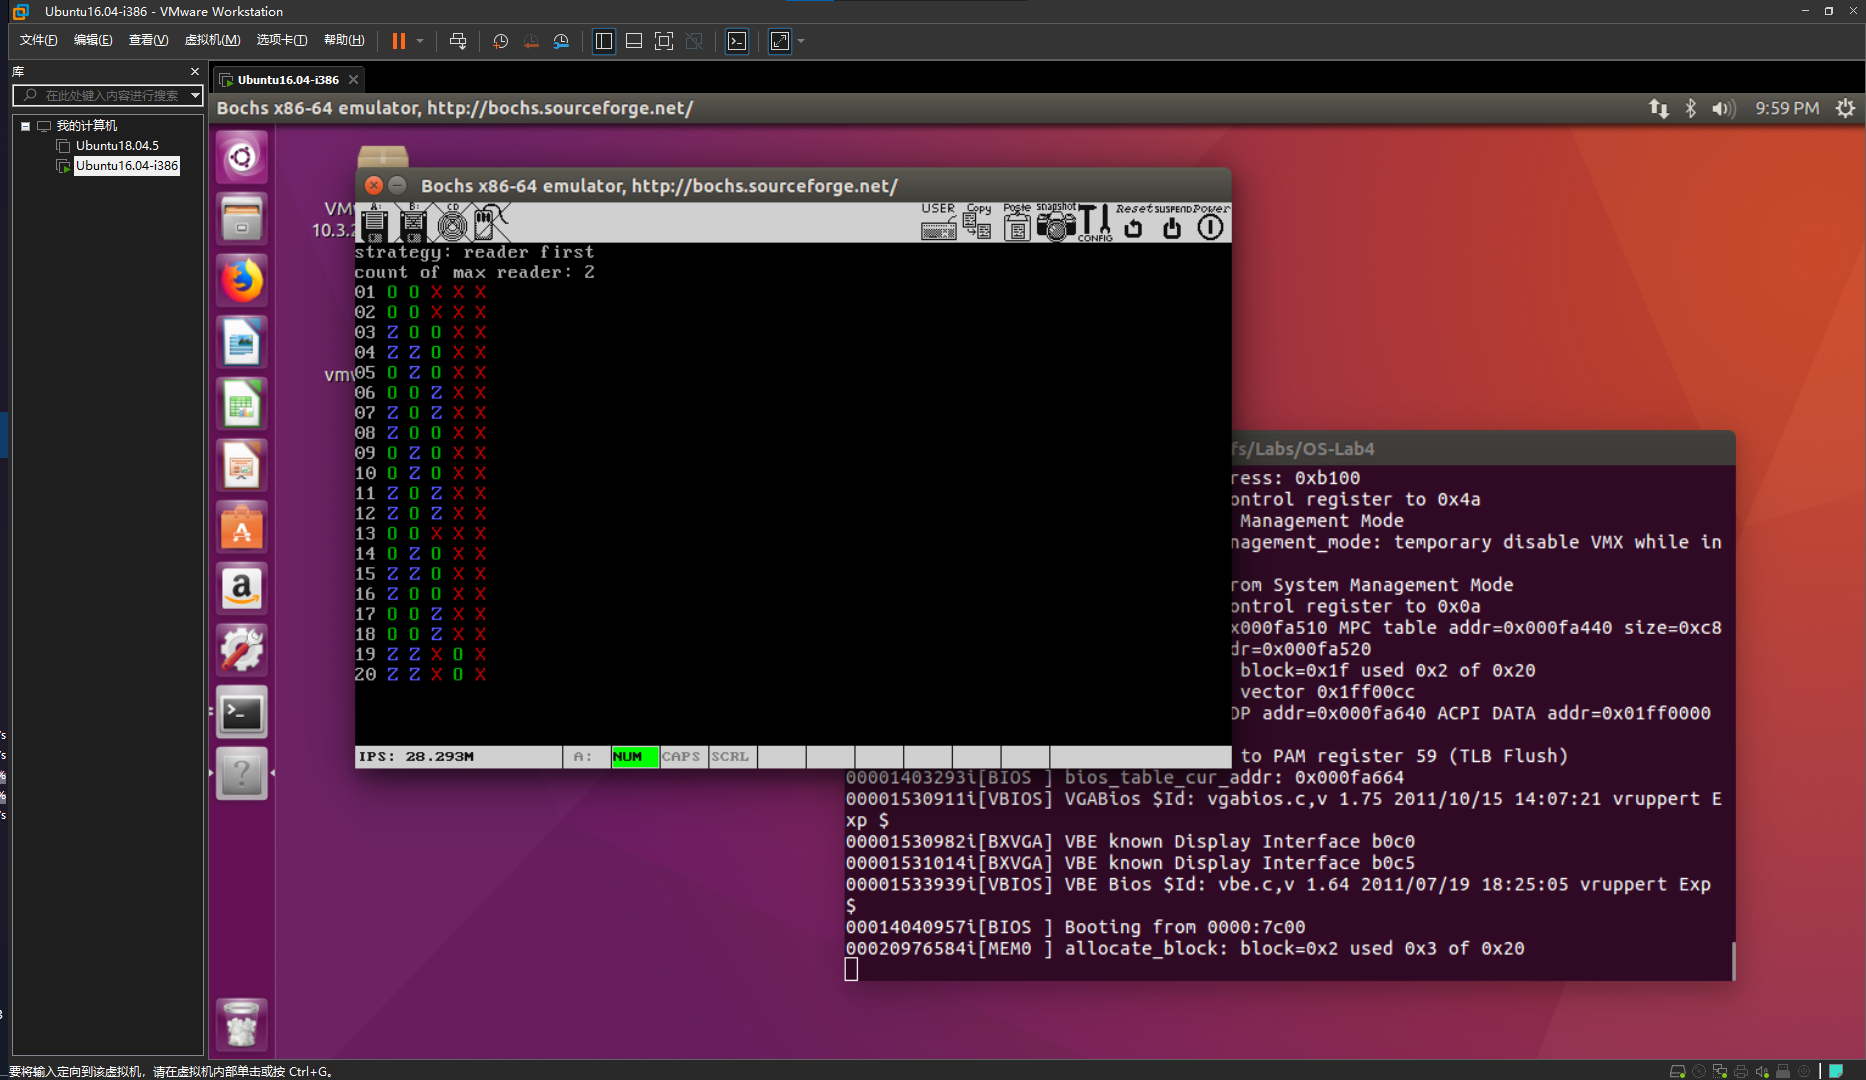 Ubuntu16.04-i386 - VMware Workstation
文件(F) 编辑(E) 查看(V) 虚拟机(M) 选项卡(T) 帮助(H)
库
在此处键入内容进行搜索
我的计算机
Ubuntu18.04.5
Ubuntu16.04-i386
Ubuntu16.04-i386
Bochs x86-64 emulator, http://bochs.sourceforge.net/
9:59 PM
VM
10.3.2
vmv
Bochs x86-64 emulator, http://bochs.sourceforge.net/
A: B: CD USER Copy Paste snapshot CONFIG Reset SUSPEND Power
strategy: reader first
count of max reader: 2
01 O O X X X
02 O O X X X
03 Z O O X X
04 Z Z O X X
05 O Z O X X
06 O O Z X X
07 Z O Z X X
08 Z O O X X
09 O Z O X X
10 O Z O X X
11 Z O Z X X
12 Z O Z X X
13 O O X X X
14 O Z O X X
15 Z Z O X X
16 Z O O X X
17 O O Z X X
18 O O Z X X
19 Z Z X O X
20 Z Z X O X
IPS: 28.293M A: NUM CAPS SCRL
fs/Labs/OS-Lab4
ress: 0xb100
ontrol register to 0x4a
Management Mode
nagement_mode: temporary disable VMX while in
rom System Management Mode
ontrol register to 0x0a
x000fa510 MPC table addr=0x000fa440 size=0xc8
dr=0x000fa520
block=0x1f used 0x2 of 0x20
vector 0x1ff00cc
DP addr=0x000fa640 ACPI DATA addr=0x01ff0000
to PAM register 59 (TLB Flush)
00001403293i[BIOS ] bios_table_cur_addr: 0x000fa664
00001530911i[VBIOS] VGABios $Id: vgabios.c,v 1.75 2011/10/15 14:07:21 vruppert E
xp $
00001530982i[BXVGA] VBE known Display Interface b0c0
00001531014i[BXVGA] VBE known Display Interface b0c5
00001533939i[VBIOS] VBE Bios $Id: vbe.c,v 1.64 2011/07/19 18:25:05 vruppert Exp
$
00014040957i[BIOS ] Booting from 0000:7c00
00020976584i[MEM0 ] allocate_block: block=0x2 used 0x3 of 0x20
要将输入定向到该虚拟机，请在虚拟机内部单击或按 Ctrl+G。